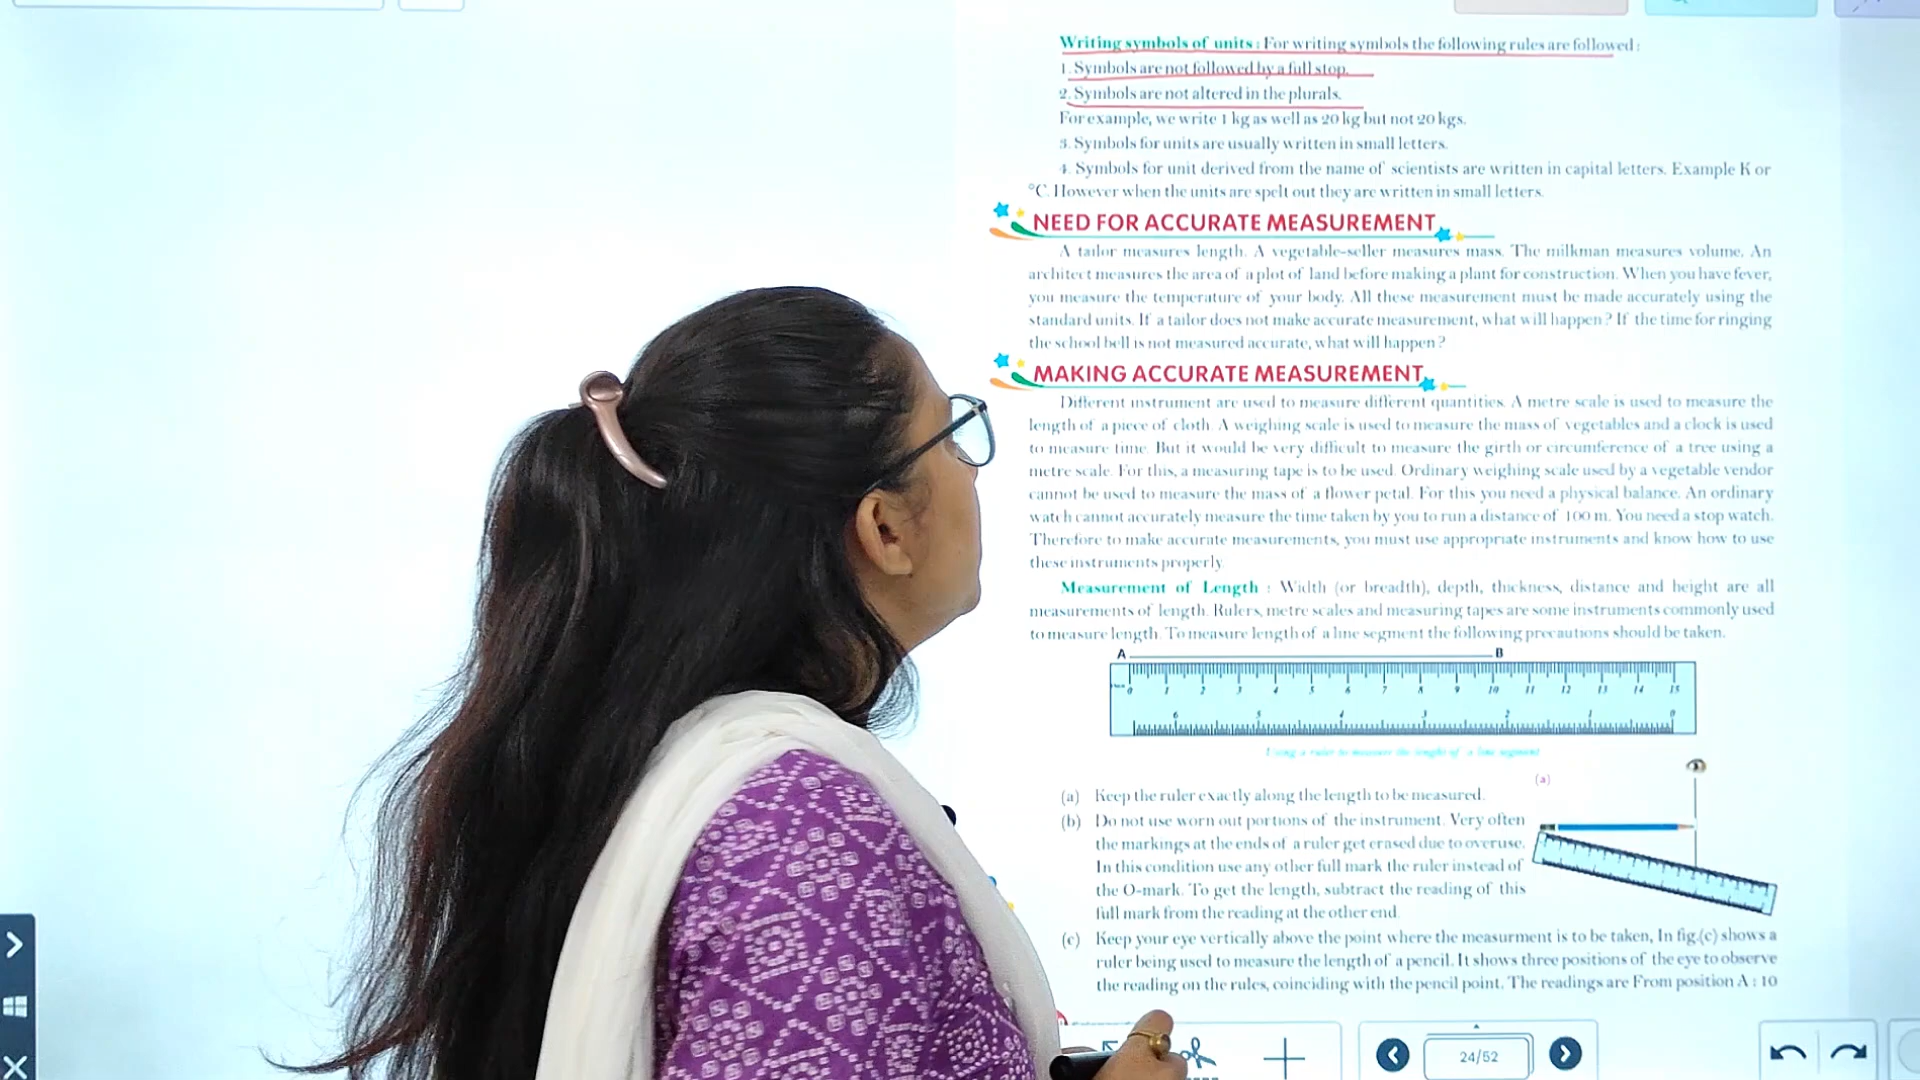 Writing symbols of units : For writing symbols the following rules are followed :
1. Symbols are not followed by a full stop.
2. Symbols are not altered in the plurals.
For example, we write 1 kg as well as 20 kg but not 20 kgs.
3. Symbols for units are usually written in small letters.
4. Symbols for unit derived from the name of scientists are written in capital letters. Example K or
°C. However when the units are spelt out they are written in small letters.
NEED FOR ACCURATE MEASUREMENT
A tailor measures length. A vegetable-seller measures mass. The milkman measures volume. An
architect measures the area of a plot of land before making a plant for construction. When you have fever,
you measure the temperature of your body. All these measurement must be made accurately using the
standard units. If a tailor does not make accurate measurement, what will happen ? If the time for ringing
the school bell is not measured accurate, what will happen ?
MAKING ACCURATE MEASUREMENT
Different instrument are used to measure different quantities. A metre scale is used to measure the
length of a piece of cloth. A weighing scale is used to measure the mass of vegetables and a clock is used
to measure time. But it would be very difficult to measure the girth or circumference of a tree using a
metre scale. For this, a measuring tape is to be used. Ordinary weighing scale used by a vegetable vendor
cannot be used to measure the mass of a flower petal. For this you need a physical balance. An ordinary
watch cannot accurately measure the time taken by you to run a distance of 100 m. You need a stop watch.
Therefore to make accurate measurements, you must use appropriate instruments and know how to use
these instruments properly.
Measurement of Length : Width (or breadth), depth, thickness, distance and height are all
measurements of length. Rulers, metre scales and measuring tapes are some instruments commonly used
to measure length. To measure length of a line segment the following precautions should be taken.
A B
0 1 2 3 4 5 6 7 8 9 10 11 12 13 14 15
6 5 4 3 2 1 0
Using a ruler to measure the lenght of a line segment
(a)
(a) Keep the ruler exactly along the length to be measured.
(b) Do not use worn out portions of the instrument. Very often
the markings at the ends of a ruler get erased due to overuse.
In this condition use any other full mark the ruler instead of
the O-mark. To get the length, subtract the reading of this
full mark from the reading at the other end.
(c) Keep your eye vertically above the point where the measurment is to be taken, In fig.(c) shows a
ruler being used to measure the length of a pencil. It shows three positions of the eye to observe
the reading on the rules, coinciding with the pencil point. The readings are From position A : 10
24/52